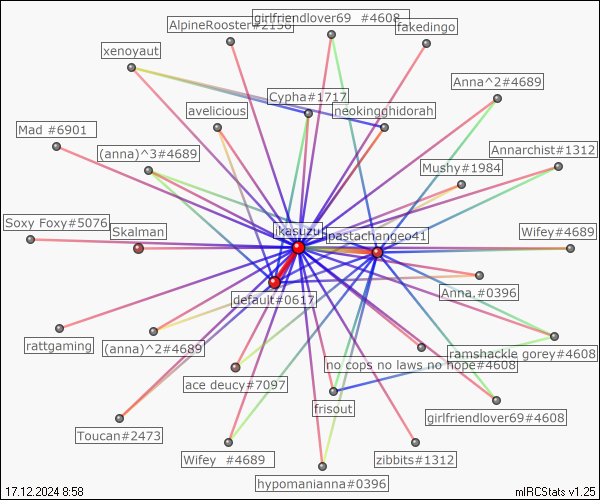 AlpineRooster#2156
girlfriendlover69 #4608
fakedingo
xenoyaut
Anna^2#4689
Cypha#1717
avelicious
neokingghidorah
Mad #6901
Annarchist#1312
(anna)^3#4689
Mushy#1984
Soxy Foxy#5076
Skalman
ikasuzu
pastachangeo41
Wifey#4689
default#0617
Anna.#0396
rattgaming
(anna)^2#4689
ramshackle gorey#4608
no cops no laws no hope#4608
ace deucy#7097
frisout
girlfriendlover69#4608
Toucan#2473
Wifey #4689
zibbits#1312
hypomanianna#0396
17.12.2024 8:58
mIRCStats v1.25